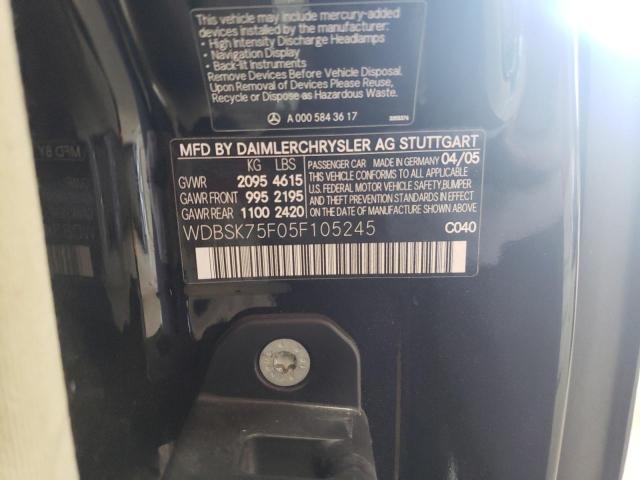 This vehicle may include mercury-added
devices installed by the manufacturer:
- High Intensity Discharge Headlamps
- Navigation Display
- Back-lit Instruments
Remove Devices Before Vehicle Disposal.
Upon Removal of Devices Please Reuse,
Recycle or Dispose as Hazardous Waste.
A 000 584 36 17
MFD BY DAIMLERCHRYSLER AG STUTTGART
KG LBS
GVWR 2095 4615
GAWR FRONT 995 2195
GAWR REAR 1100 2420
PASSENGER CAR MADE IN GERMANY 04/05
THIS VEHICLE CONFORMS TO ALL APPLICABLE
U.S. FEDERAL MOTOR VEHICLE SAFETY,BUMPER
AND THEFT PREVENTION STANDARDS IN EFFECT
ON THE DATE OF MANUFACTURE SHOWN ABOVE.
WDBSK75F05F105245
C040